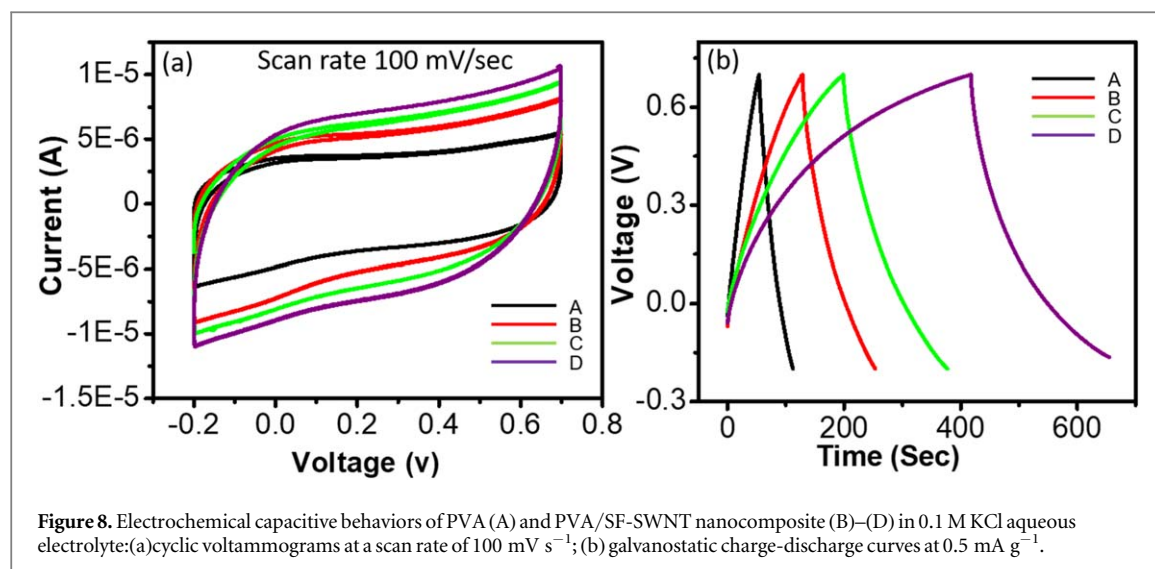 (a)
Scan rate 100 mV/sec
1E-5
5E-6
0
-5E-6
-1E-5
-1.5E-5
Current (A)
A
B
C
D
-0.2 0.0 0.2 0.4 0.6 0.8
Voltage (v)
(b)
A
B
C
D
0.6
0.3
0.0
-0.3
Voltage (V)
0 200 400 600
Time (Sec)
Figure 8. Electrochemical capacitive behaviors of PVA (A) and PVA/SF-SWNT nanocomposite (B)–(D) in 0.1 M KCl aqueous
electrolyte:(a)cyclic voltammograms at a scan rate of 100 mV s⁻¹; (b) galvanostatic charge-discharge curves at 0.5 mA g⁻¹.